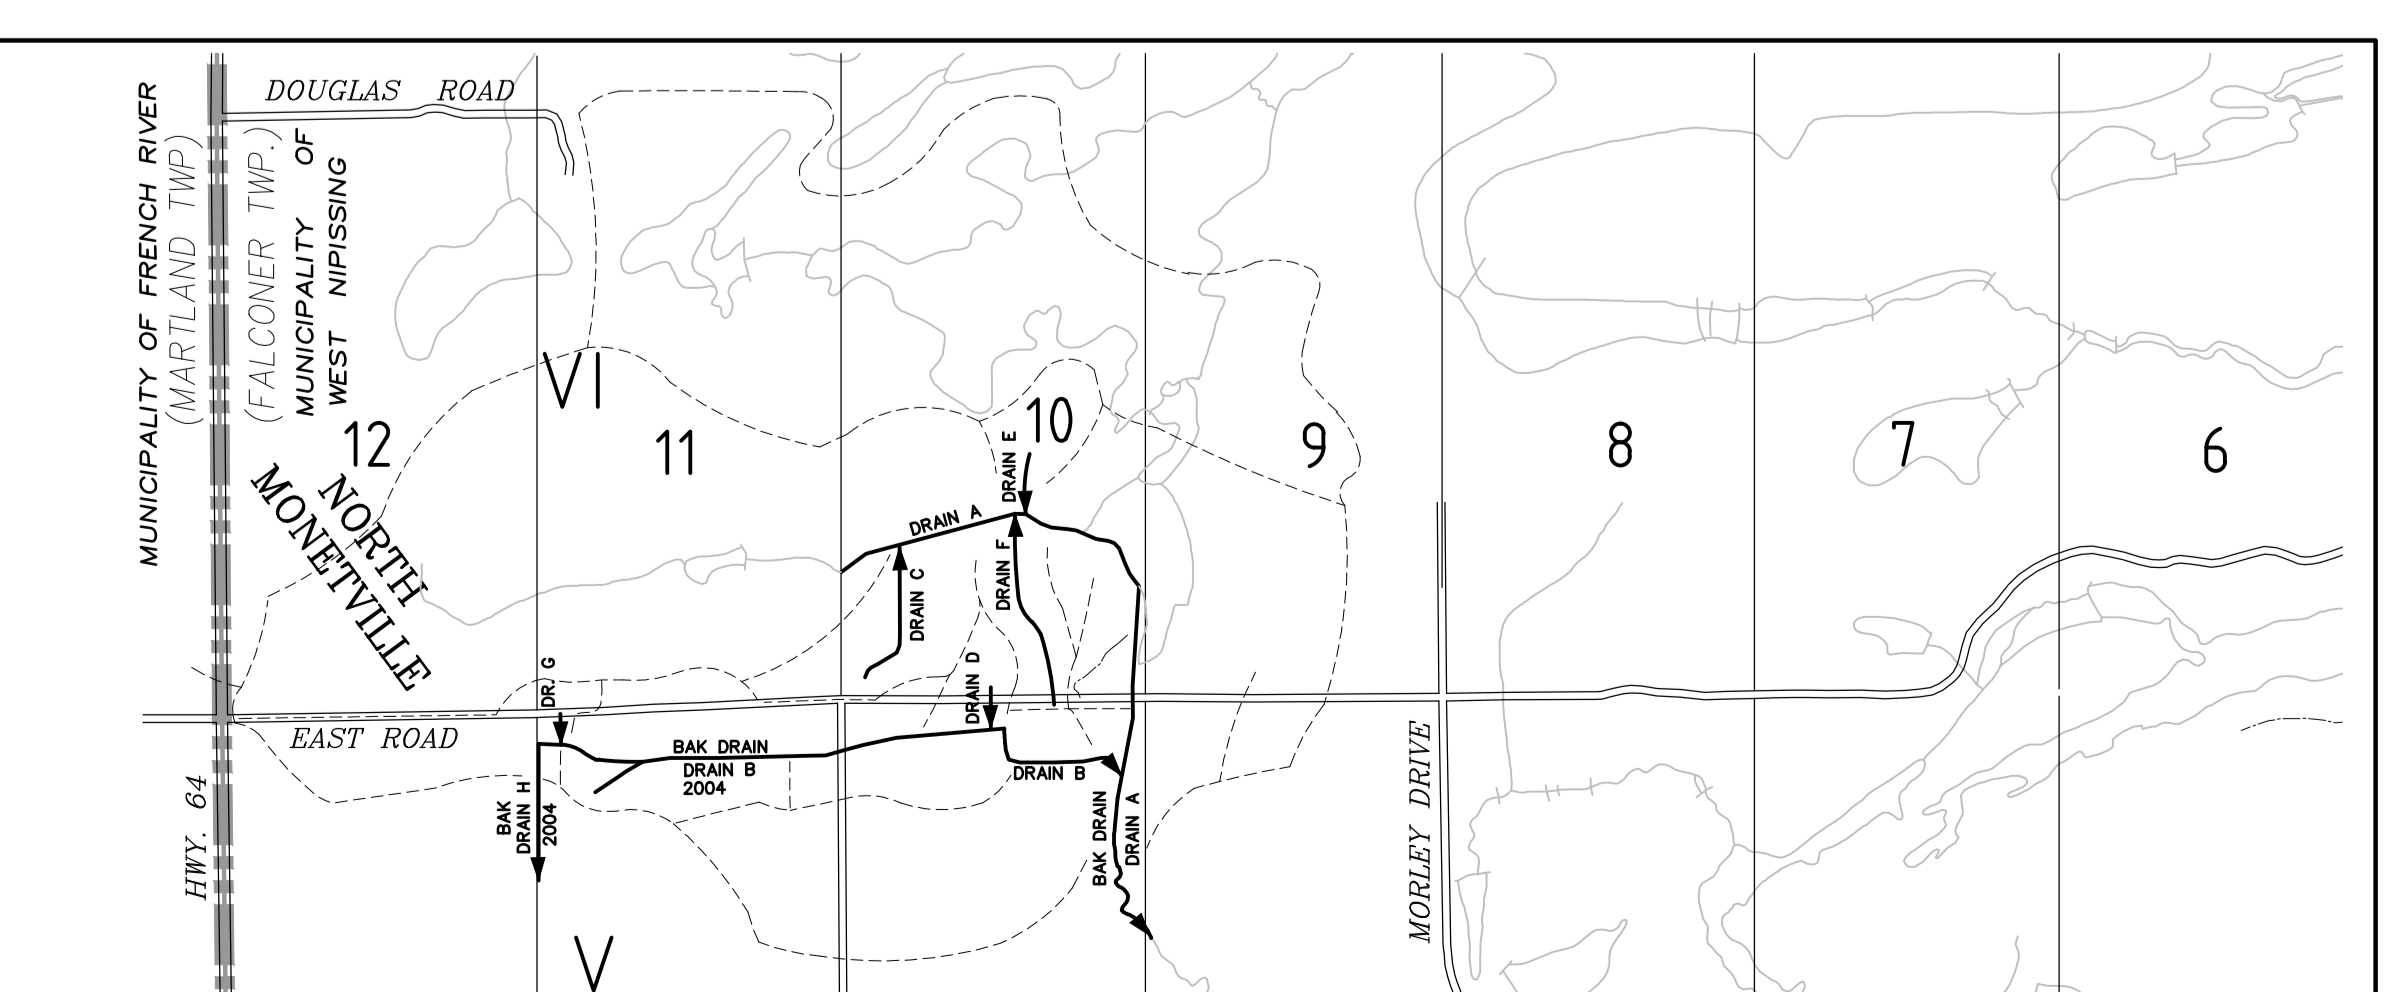 DOUGLAS ROAD
MUNICIPALITY OF FRENCH RIVER
(MARTLAND TWP)
(FALCONER TWP.)
MUNICIPALITY OF
WEST NIPISSING
VI
12
11
10
9
8
7
6
NORTH
MONETVILLE
DRAIN E
DRAIN A
DRAIN F
DRAIN C
DRAIN D
DR. G
EAST ROAD
BAK DRAIN
DRAIN B
2004
DRAIN B
BAK
DRAIN H
2004
BAK DRAIN
DRAIN A
HWY. 64
MORLEY DRIVE
V